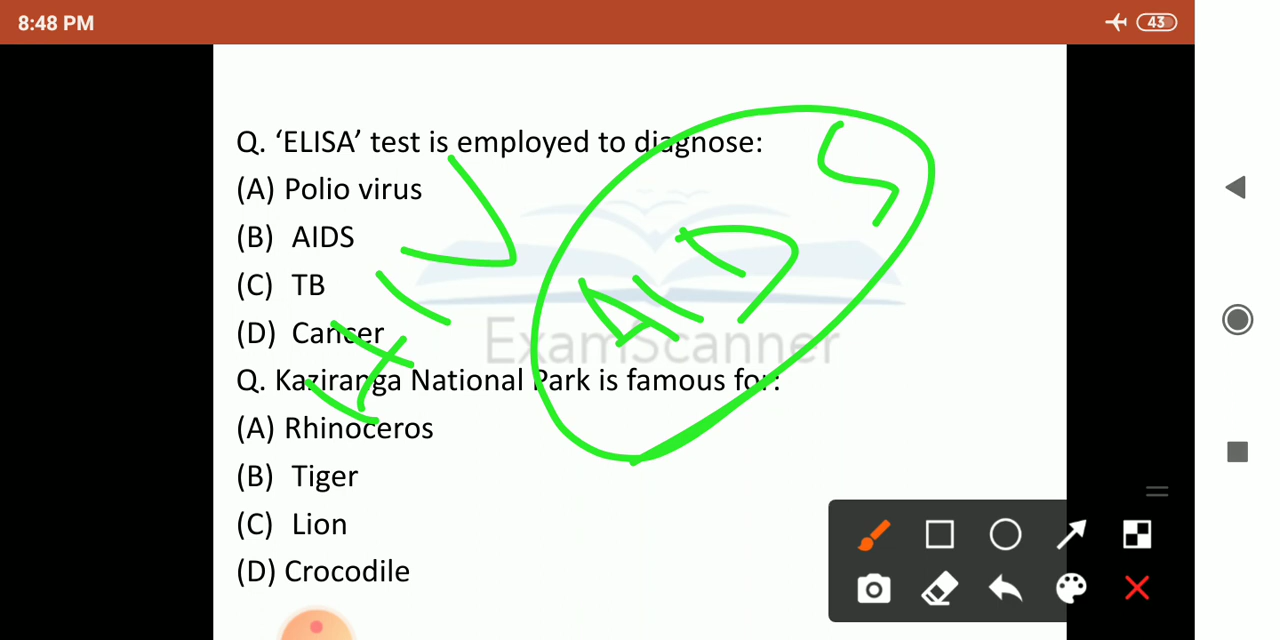 8:48 PM
43
Q. ‘ELISA’ test is employed to diagnose:
(A) Polio virus
(B) AIDS
(C) TB
(D) Cancer
Q. Kaziranga National Park is famous for:
(A) Rhinoceros
(B) Tiger
(C) Lion
(D) Crocodile
ExamScanner
HIV
AIDS